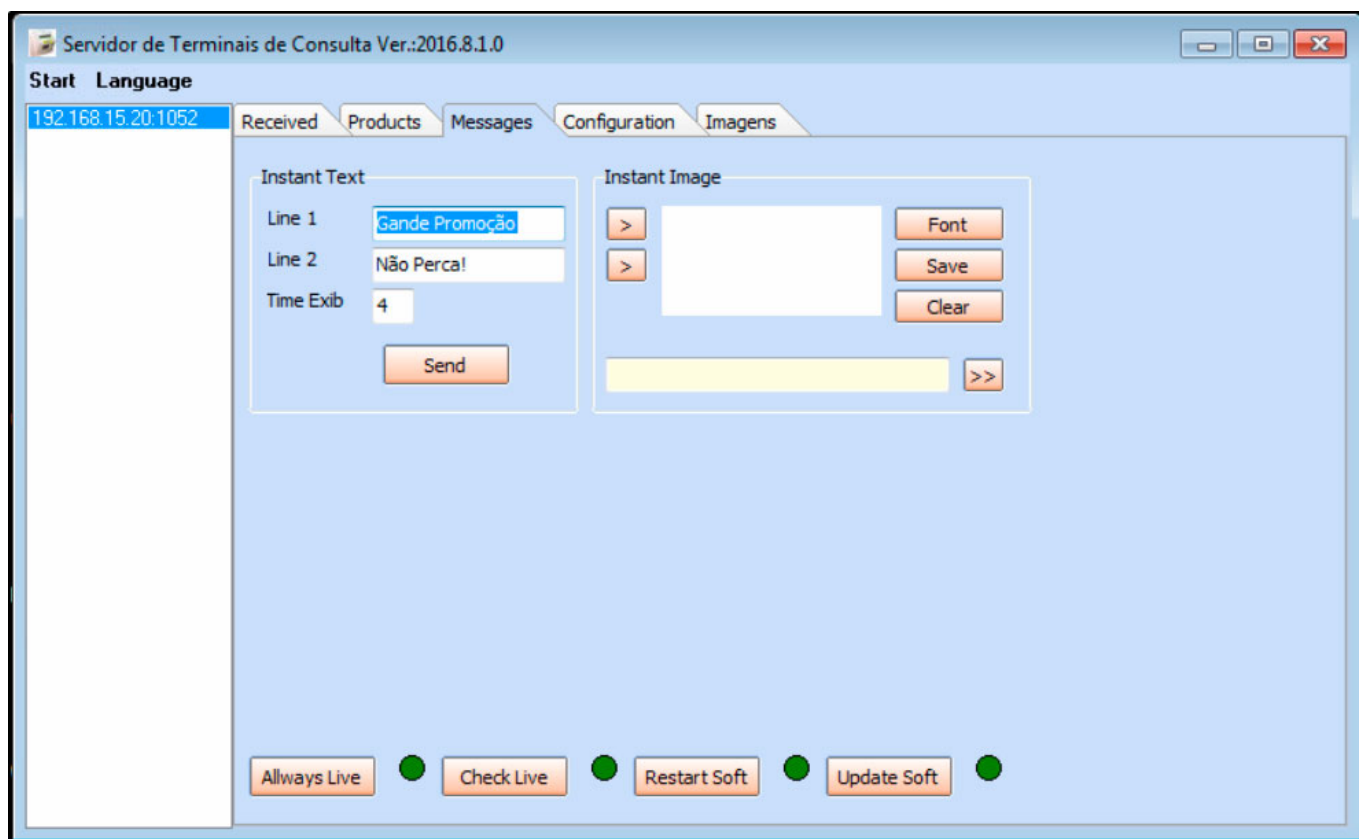 Servidor de Terminais de Consulta Ver.:2016.8.1.0
Start Language
192.168.15.20:1052
Received Products Messages Configuration Imagens
Instant Text
Line 1 Gande Promoção
Line 2 Não Perca!
Time Exib 4
Send
Instant Image
> Font
> Save
Clear
>>
Allways Live Check Live Restart Soft Update Soft